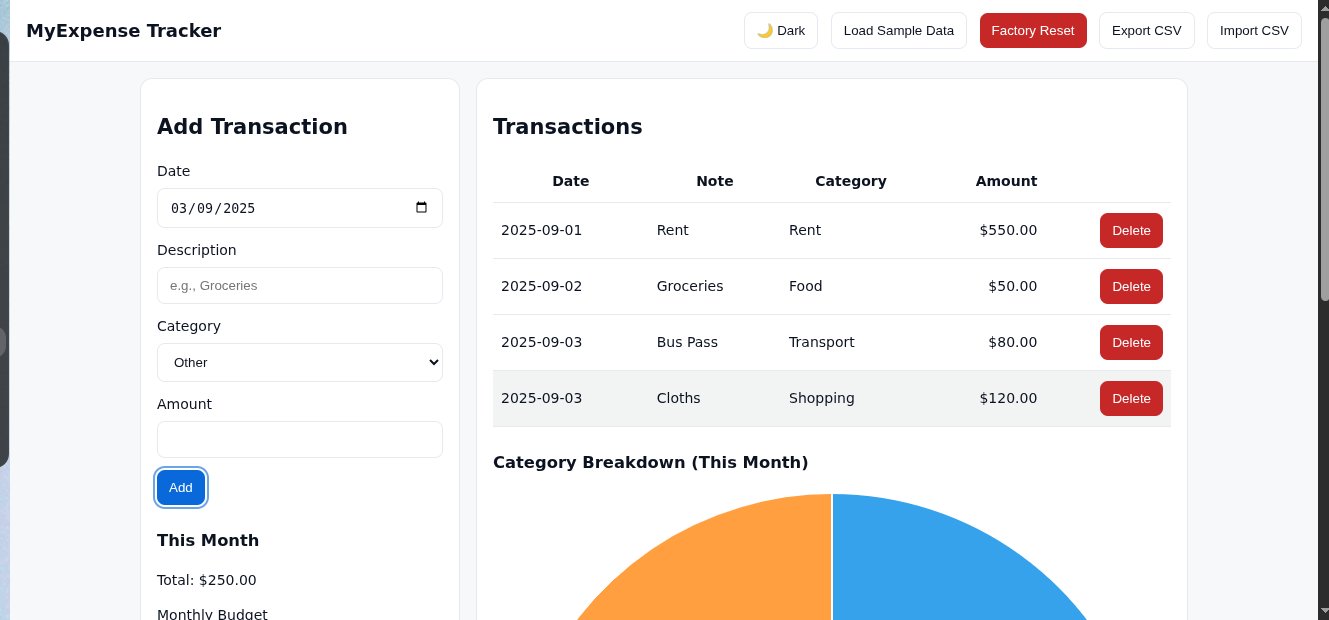 MyExpense Tracker
🌙 Dark
Load Sample Data
Factory Reset
Export CSV
Import CSV
Add Transaction
Date
03/09/2025
Description
e.g., Groceries
Category
Other
Amount
Add
This Month
Total: $250.00
Monthly Budget
Transactions
Date Note Category Amount
2025-09-01 Rent Rent $550.00 Delete
2025-09-02 Groceries Food $50.00 Delete
2025-09-03 Bus Pass Transport $80.00 Delete
2025-09-03 Cloths Shopping $120.00 Delete
Category Breakdown (This Month)